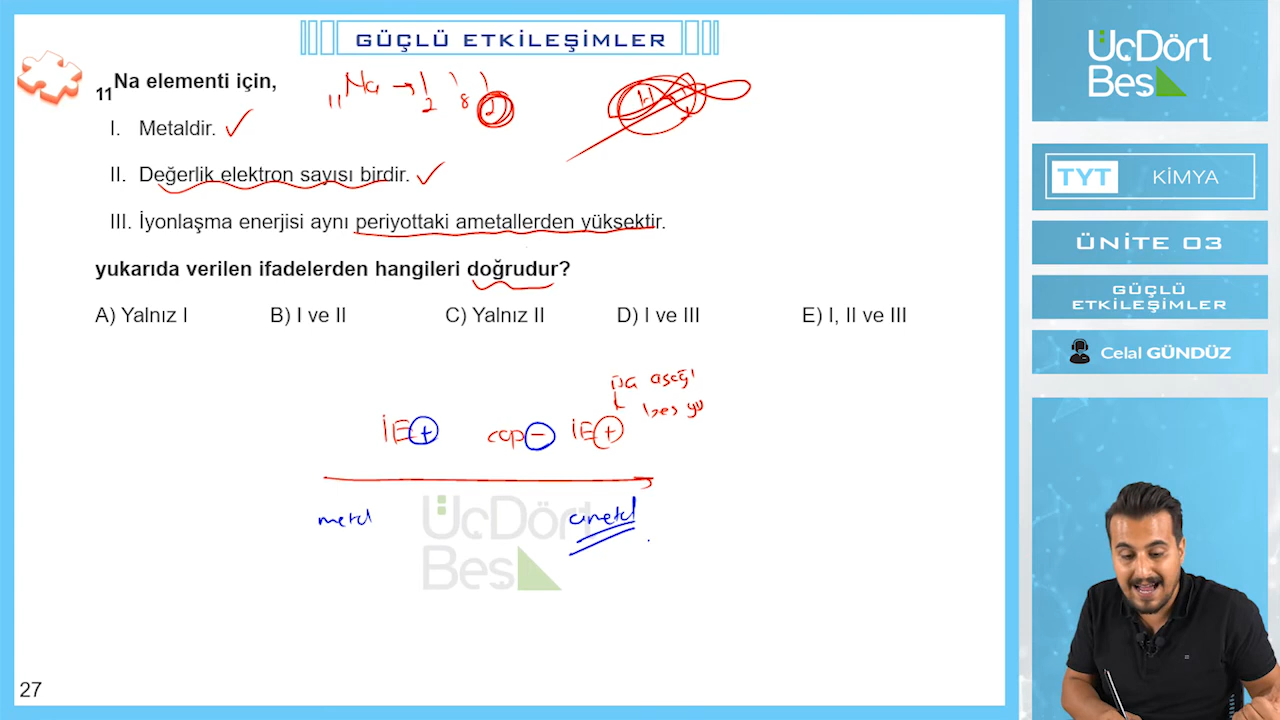 GÜÇLÜ ETKİLEŞİMLER
11Na elementi için,
11Na → 2 8 1
I. Metaldir. ✓
II. Değerlik elektron sayısı birdir. ✓
III. İyonlaşma enerjisi aynı periyottaki ametallerden yüksektir.
yukarıda verilen ifadelerden hangileri doğrudur?
A) Yalnız I B) I ve II C) Yalnız II D) I ve III E) I, II ve III
aşağı
İE+ çap- İE+
metal ametal
ÜçDört
Beş
27
ÜçDört
Beş
TYT KİMYA
ÜNİTE 03
GÜÇLÜ
ETKİLEŞİMLER
Celal GÜNDÜZ